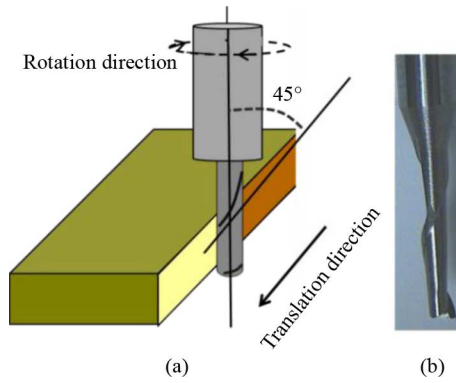 Rotation direction
45°
Translation direction
(a)
(b)